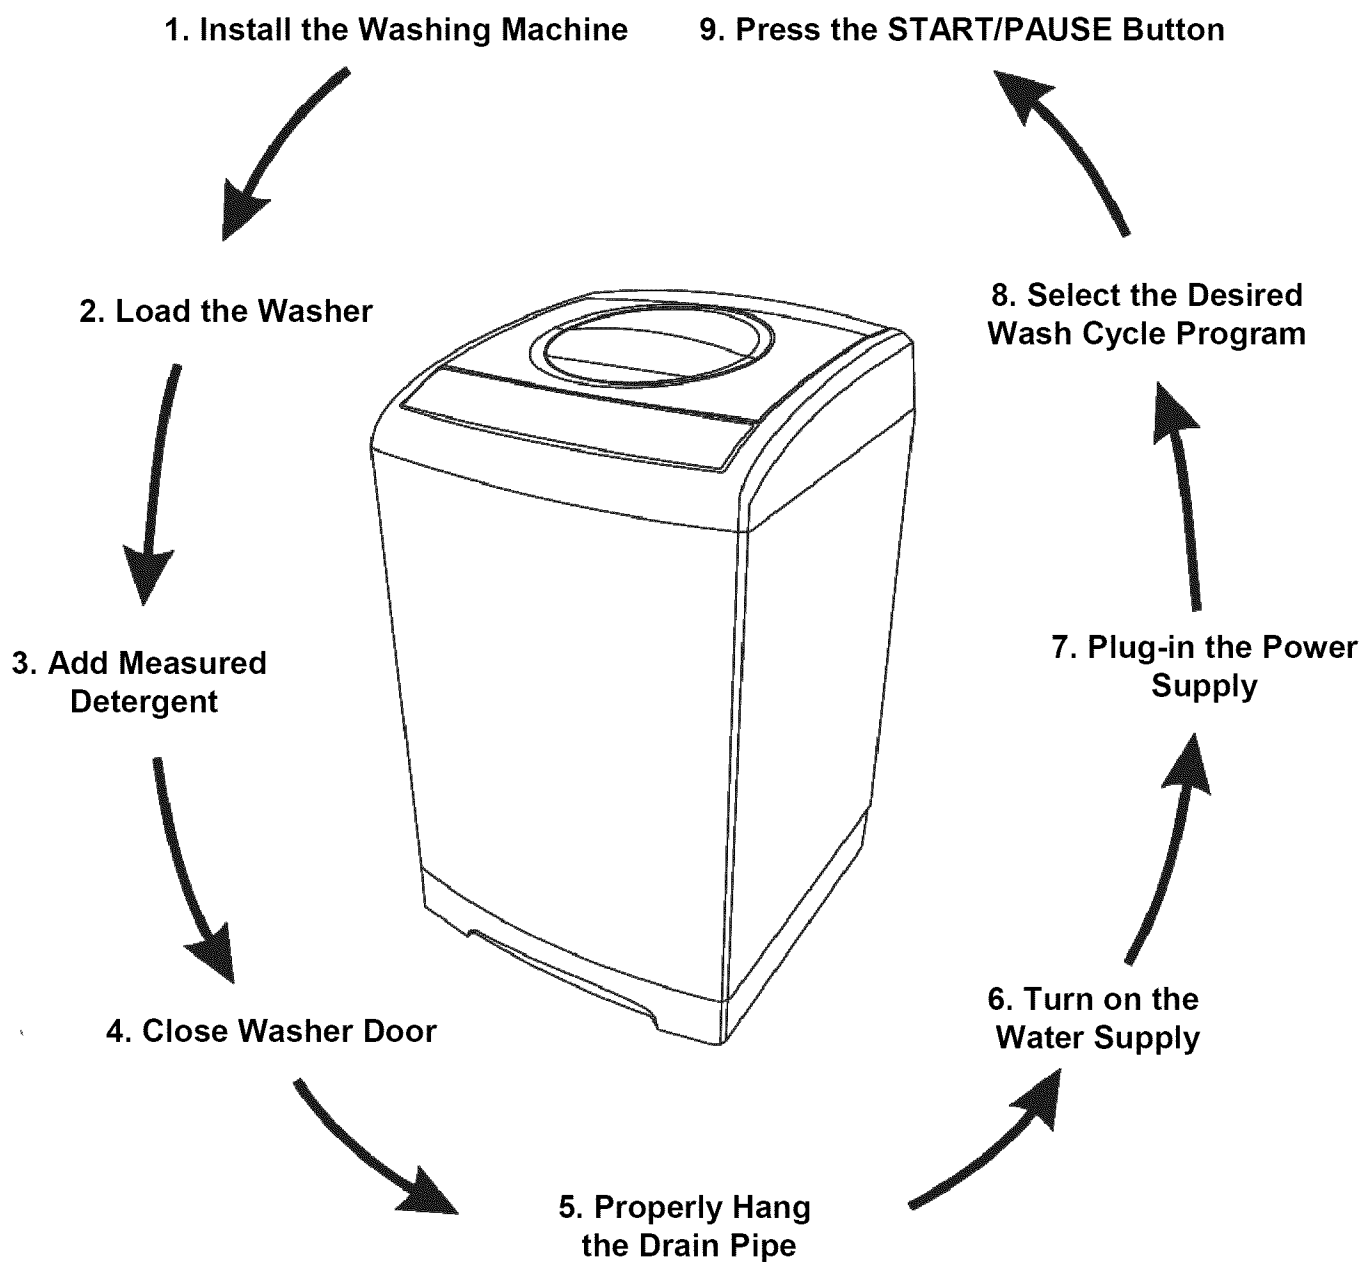 1. Install the Washing Machine
2. Load the Washer
3. Add Measured
Detergent
4. Close Washer Door
5. Properly Hang
the Drain Pipe
6. Turn on the
Water Supply
7. Plug-in the Power
Supply
8. Select the Desired
Wash Cycle Program
9. Press the START/PAUSE Button